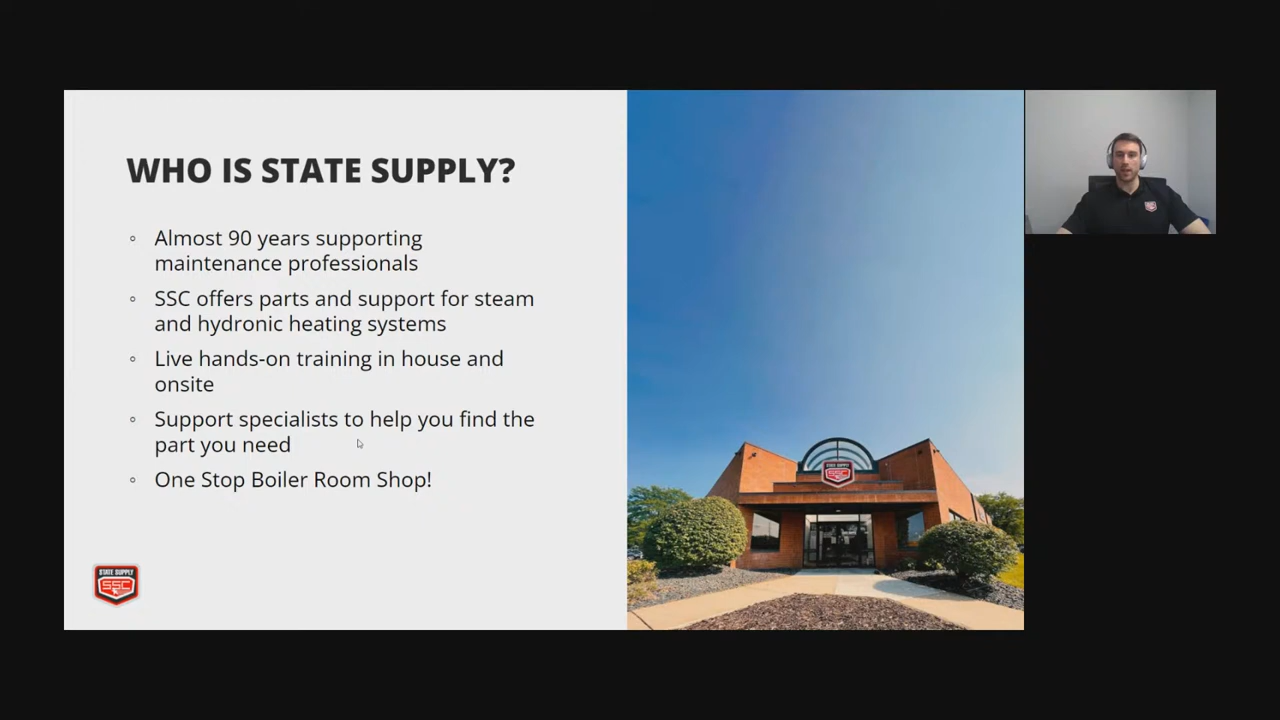 WHO IS STATE SUPPLY?
◦ Almost 90 years supporting
maintenance professionals
◦ SSC offers parts and support for steam
and hydronic heating systems
◦ Live hands-on training in house and
onsite
◦ Support specialists to help you find the
part you need
◦ One Stop Boiler Room Shop!
STATE SUPPLY
SSC
STATE SUPPLY